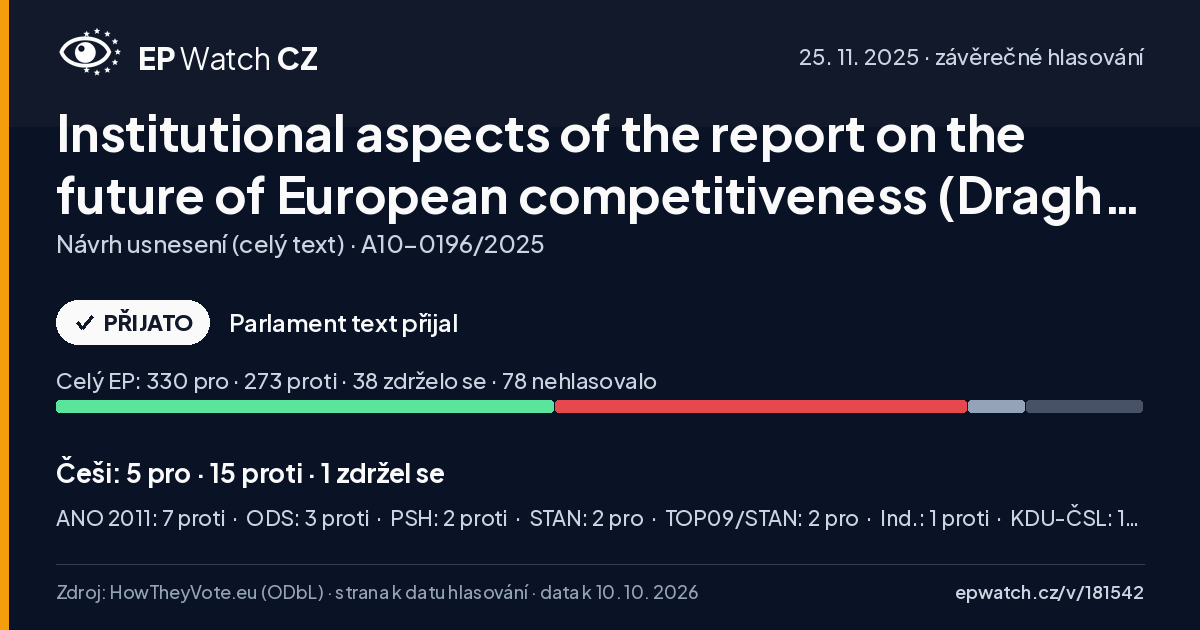 EP Watch CZ
25. 11. 2025 · závěrečné hlasování
Institutional aspects of the report on the
future of European competitiveness (Dragh…
Návrh usnesení (celý text) · A10-0196/2025
✓ PŘIJATO
Parlament text přijal
Celý EP: 330 pro · 273 proti · 38 zdrželo se · 78 nehlasovalo
Češi: 5 pro · 15 proti · 1 zdržel se
ANO 2011: 7 proti · ODS: 3 proti · PSH: 2 proti · STAN: 2 pro · TOP09/STAN: 2 pro · Ind.: 1 proti · KDU-ČSL: 1…
Zdroj: HowTheyVote.eu (ODbL) · strana k datu hlasování · data k 10. 10. 2026
epwatch.cz/v/181542